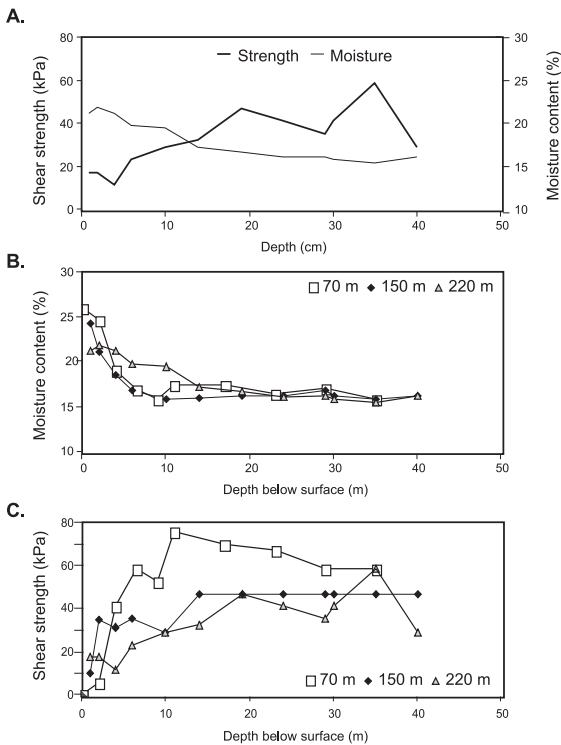 A.
80
60
40
20
0
Shear strength (kPa)
Strength
Moisture
30
25
20
15
10
Moisture content (%)
0
10
20
30
40
50
Depth (cm)
B.
30
25
20
15
10
Moisture content (%)
70 m
150 m
220 m
0
10
20
30
40
50
Depth below surface (m)
C.
80
60
40
20
0
Shear strength (kPa)
70 m
150 m
220 m
0
10
20
30
40
50
Depth below surface (m)